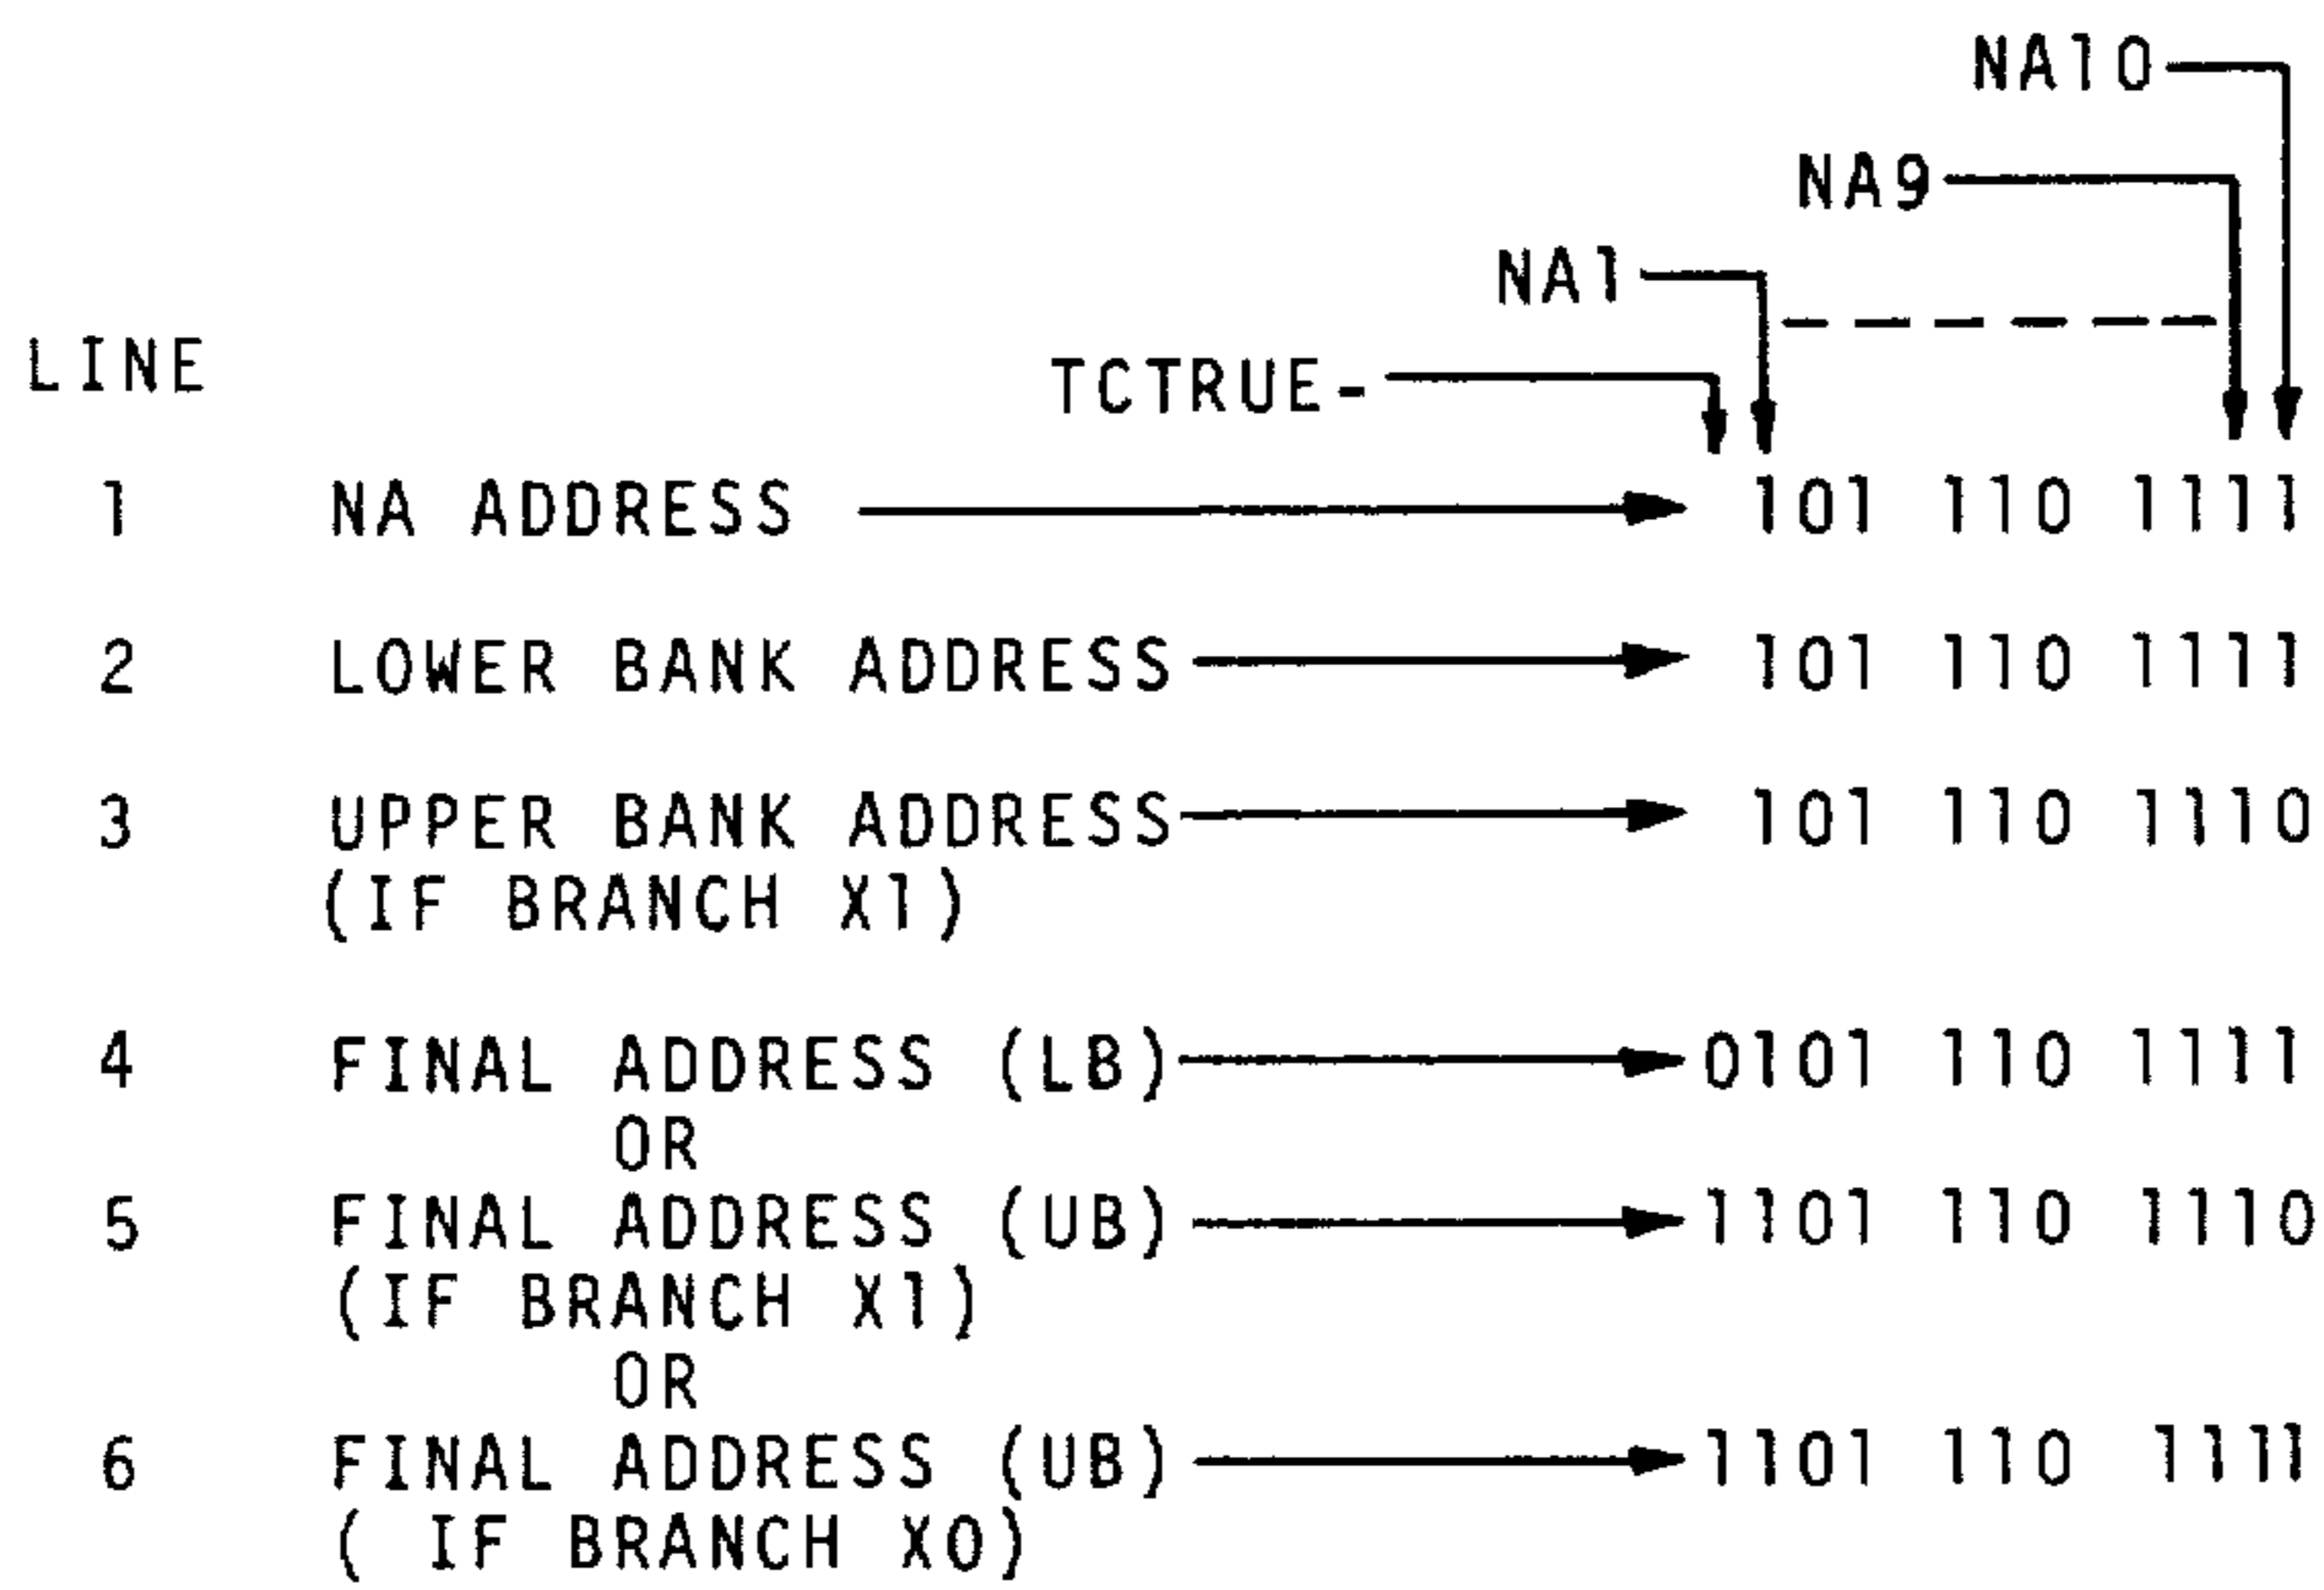 NA10
NA9
NA1
LINE
TCTRUE-
1 NA ADDRESS 101 110 1111
2 LOWER BANK ADDRESS 101 110 1111
3 UPPER BANK ADDRESS 101 110 1110
(IF BRANCH X1)
4 FINAL ADDRESS (LB) 0101 110 1111
OR
5 FINAL ADDRESS (UB) 1101 110 1110
(IF BRANCH X1)
OR
6 FINAL ADDRESS (UB) 1101 110 1111
( IF BRANCH X0)